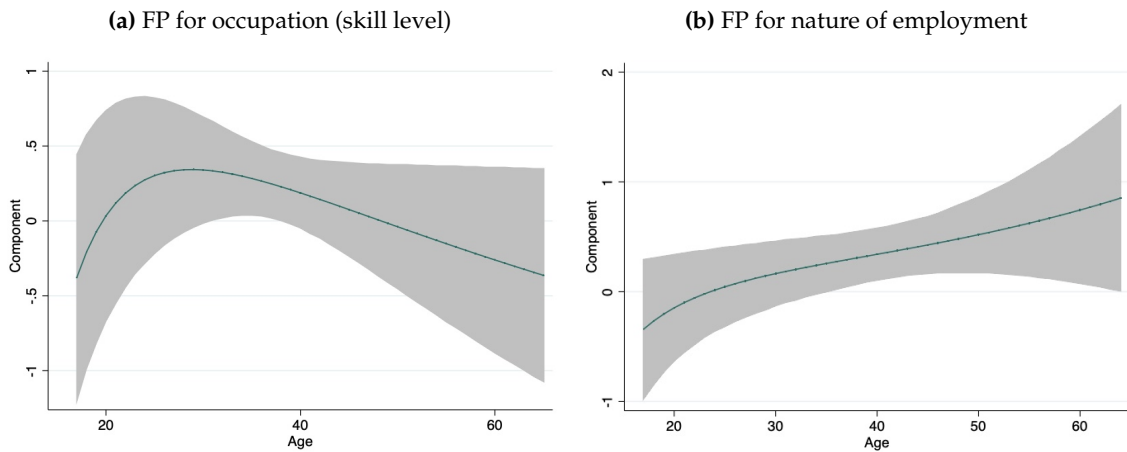 (a) FP for occupation (skill level)
1
.5
0
-.5
-1
Component
20
40
60
Age
(b) FP for nature of employment
2
1
0
-1
Component
20
30
40
50
60
Age